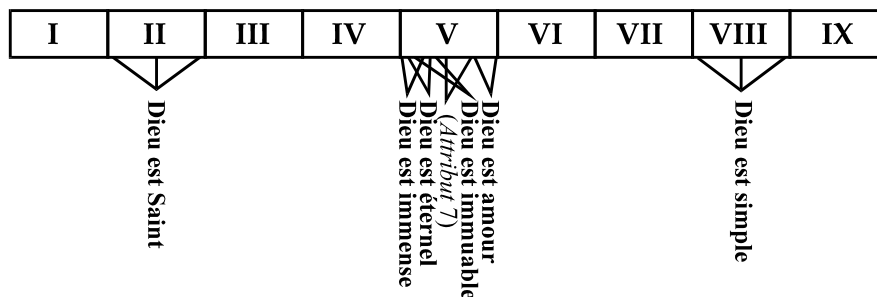 I II III IV V VI VII VIII IX
Dieu est Saint
Dieu est immense
Dieu est éternel
(Attribut 7)
Dieu est immuable
Dieu est amour
Dieu est simple